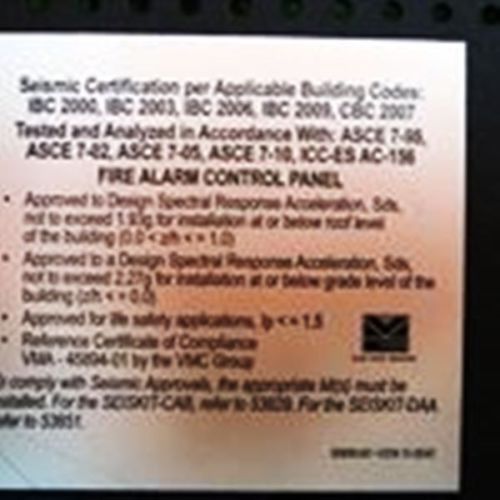 Seismic Certification per Applicable Building Codes:
IBC 2000, IBC 2003, IBC 2006, IBC 2009, CBC 2007
Tested and Analyzed in Accordance With: ASCE 7-98,
ASCE 7-02, ASCE 7-05, ASCE 7-10, ICC-ES AC-156
FIRE ALARM CONTROL PANEL
• Approved to Design Spectral Response Acceleration, Sds,
not to exceed 1.93g for installation at or below roof level
of the building (0.0 < z/h < = 1.0)
• Approved to a Design Spectral Response Acceleration, Sds,
not to exceed 2.27g for installation at or below grade level of the
building (z/h < = 0.0)
• Approved for life safety applications, Ip < = 1.5
• Reference Certificate of Compliance
VMA - 45894-01 by the VMC Group
comply with Seismic Approvals, the appropriate kit(s) must be
stalled. For the SEISKIT-CAB, refer to 53629. For the SEISKIT-DAA
efer to 53651.